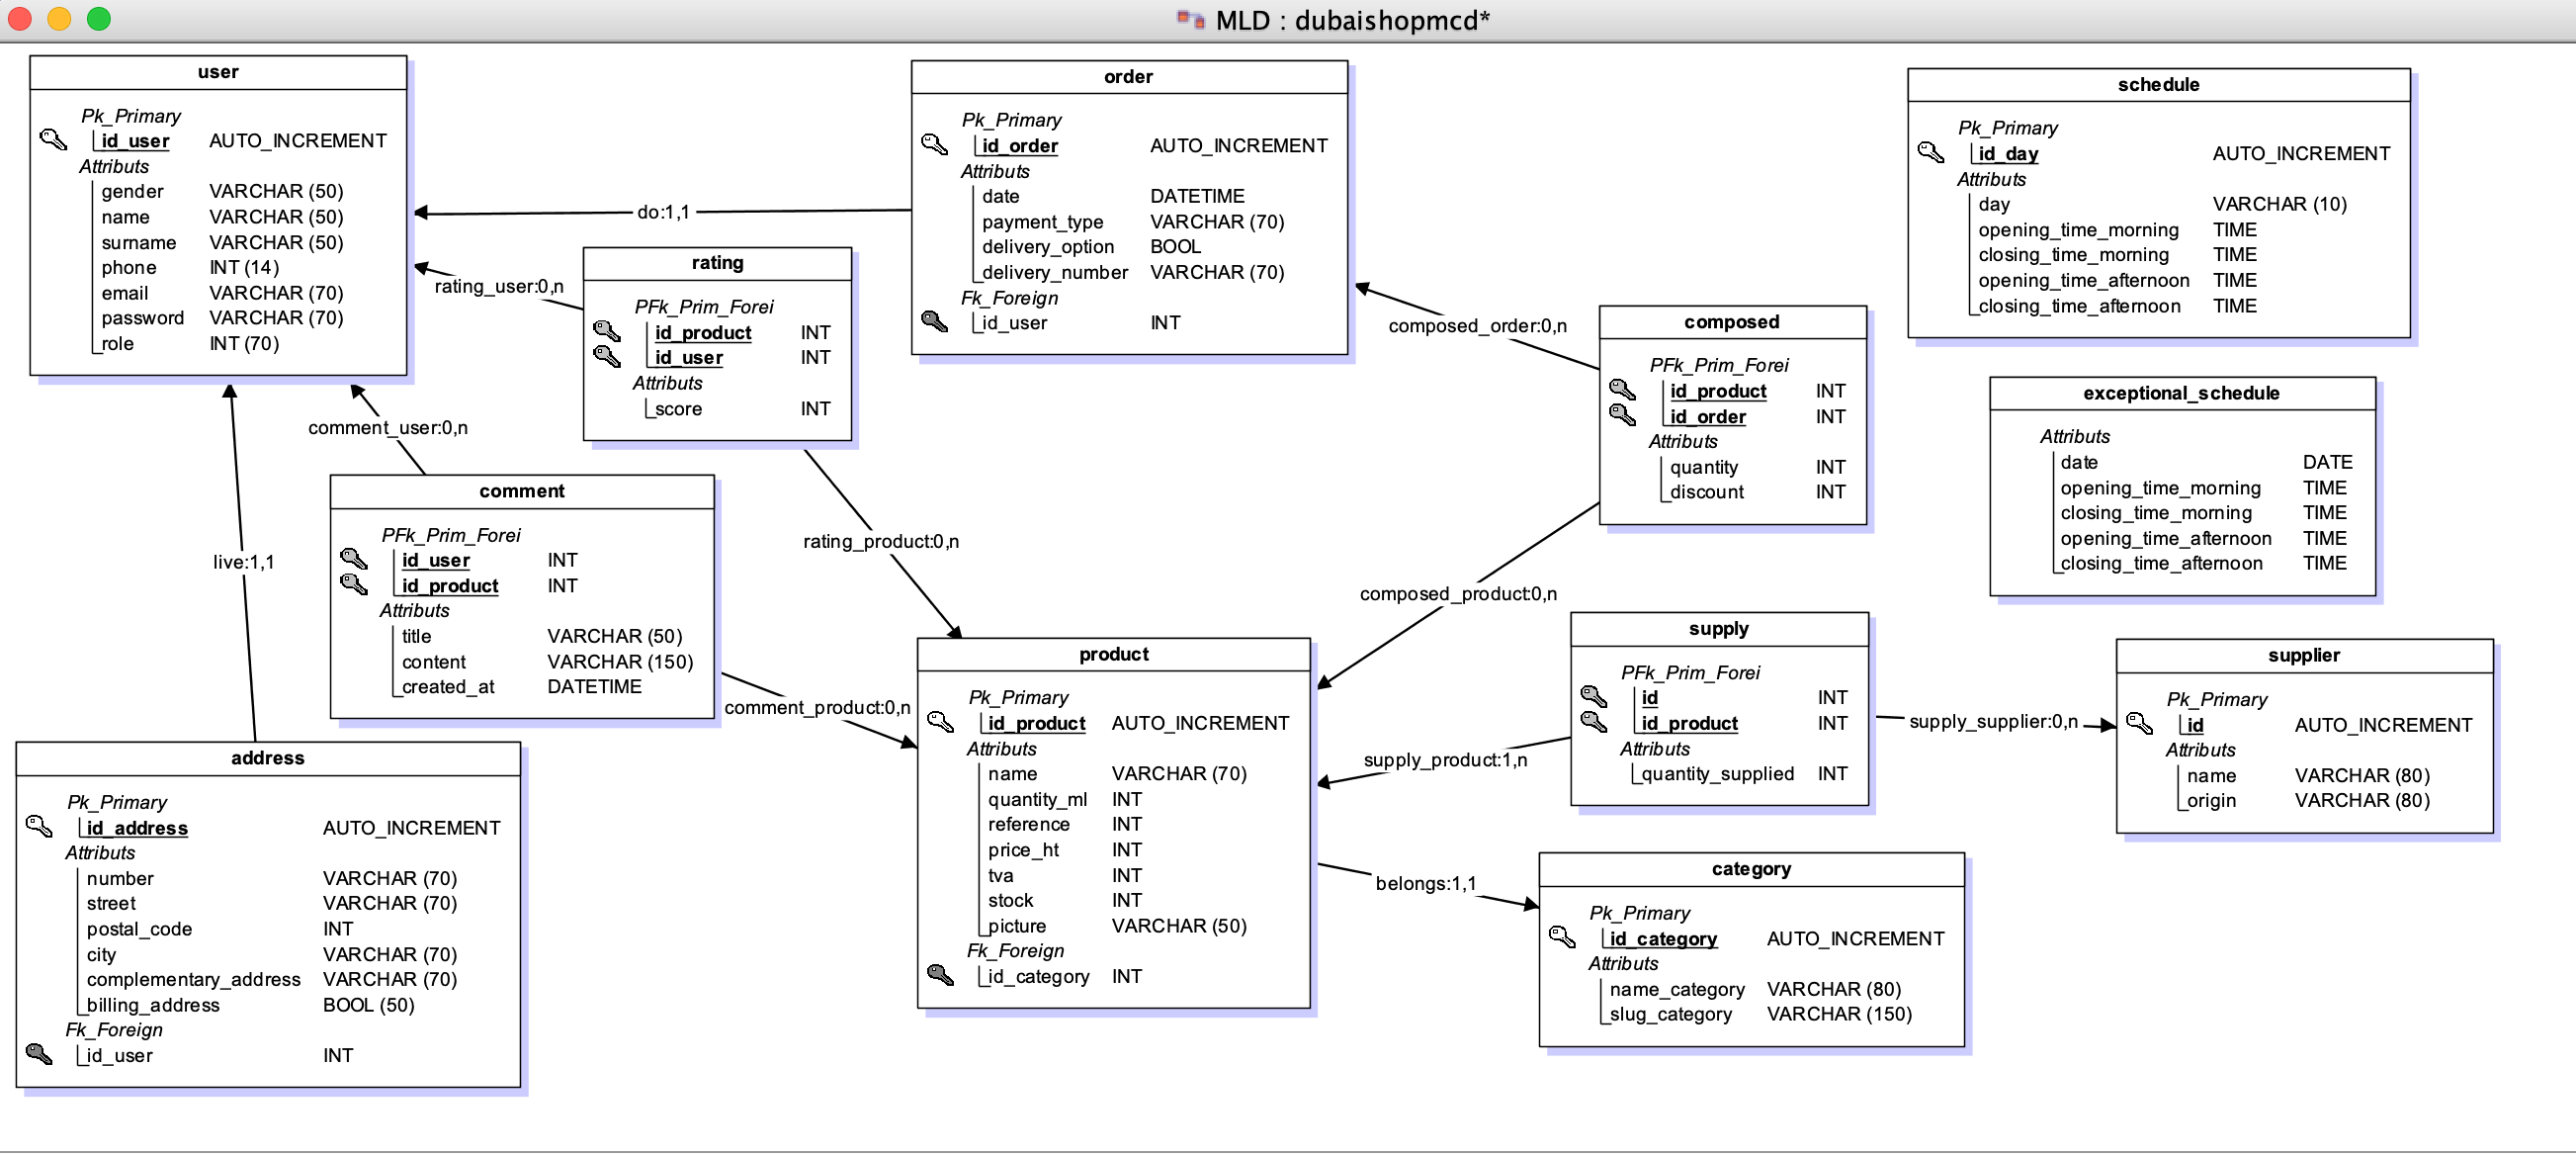 MLD : dubaishopmcd*
user
Pk_Primary
id_user AUTO_INCREMENT
Attributs
gender VARCHAR (50)
name VARCHAR (50)
surname VARCHAR (50)
phone INT (14)
email VARCHAR (70)
password VARCHAR (70)
role INT (70)
order
Pk_Primary
id_order AUTO_INCREMENT
Attributs
date DATETIME
payment_type VARCHAR (70)
delivery_option BOOL
delivery_number VARCHAR (70)
Fk_Foreign
id_user INT
schedule
Pk_Primary
id_day AUTO_INCREMENT
Attributs
day VARCHAR (10)
opening_time_morning TIME
closing_time_morning TIME
opening_time_afternoon TIME
closing_time_afternoon TIME
do:1,1
rating_user:0,n
rating
PFk_Prim_Forei
id_product INT
id_user INT
Attributs
score INT
composed_order:0,n
composed
PFk_Prim_Forei
id_product INT
id_order INT
Attributs
quantity INT
discount INT
exceptional_schedule
Attributs
date DATE
opening_time_morning TIME
closing_time_morning TIME
opening_time_afternoon TIME
closing_time_afternoon TIME
comment_user:0,n
live:1,1
comment
PFk_Prim_Forei
id_user INT
id_product INT
Attributs
title VARCHAR (50)
content VARCHAR (150)
created_at DATETIME
rating_product:0,n
composed_product:0,n
comment_product:0,n
product
Pk_Primary
id_product AUTO_INCREMENT
Attributs
name VARCHAR (70)
quantity_ml INT
reference INT
price_ht INT
tva INT
stock INT
picture VARCHAR (50)
Fk_Foreign
id_category INT
supply
PFk_Prim_Forei
id INT
id_product INT
Attributs
quantity_supplied INT
supply_product:1,n
supply_supplier:0,n
supplier
Pk_Primary
id AUTO_INCREMENT
Attributs
name VARCHAR (80)
origin VARCHAR (80)
address
Pk_Primary
id_address AUTO_INCREMENT
Attributs
number VARCHAR (70)
street VARCHAR (70)
postal_code INT
city VARCHAR (70)
complementary_address VARCHAR (70)
billing_address BOOL (50)
Fk_Foreign
id_user INT
belongs:1,1
category
Pk_Primary
id_category AUTO_INCREMENT
Attributs
name_category VARCHAR (80)
slug_category VARCHAR (150)